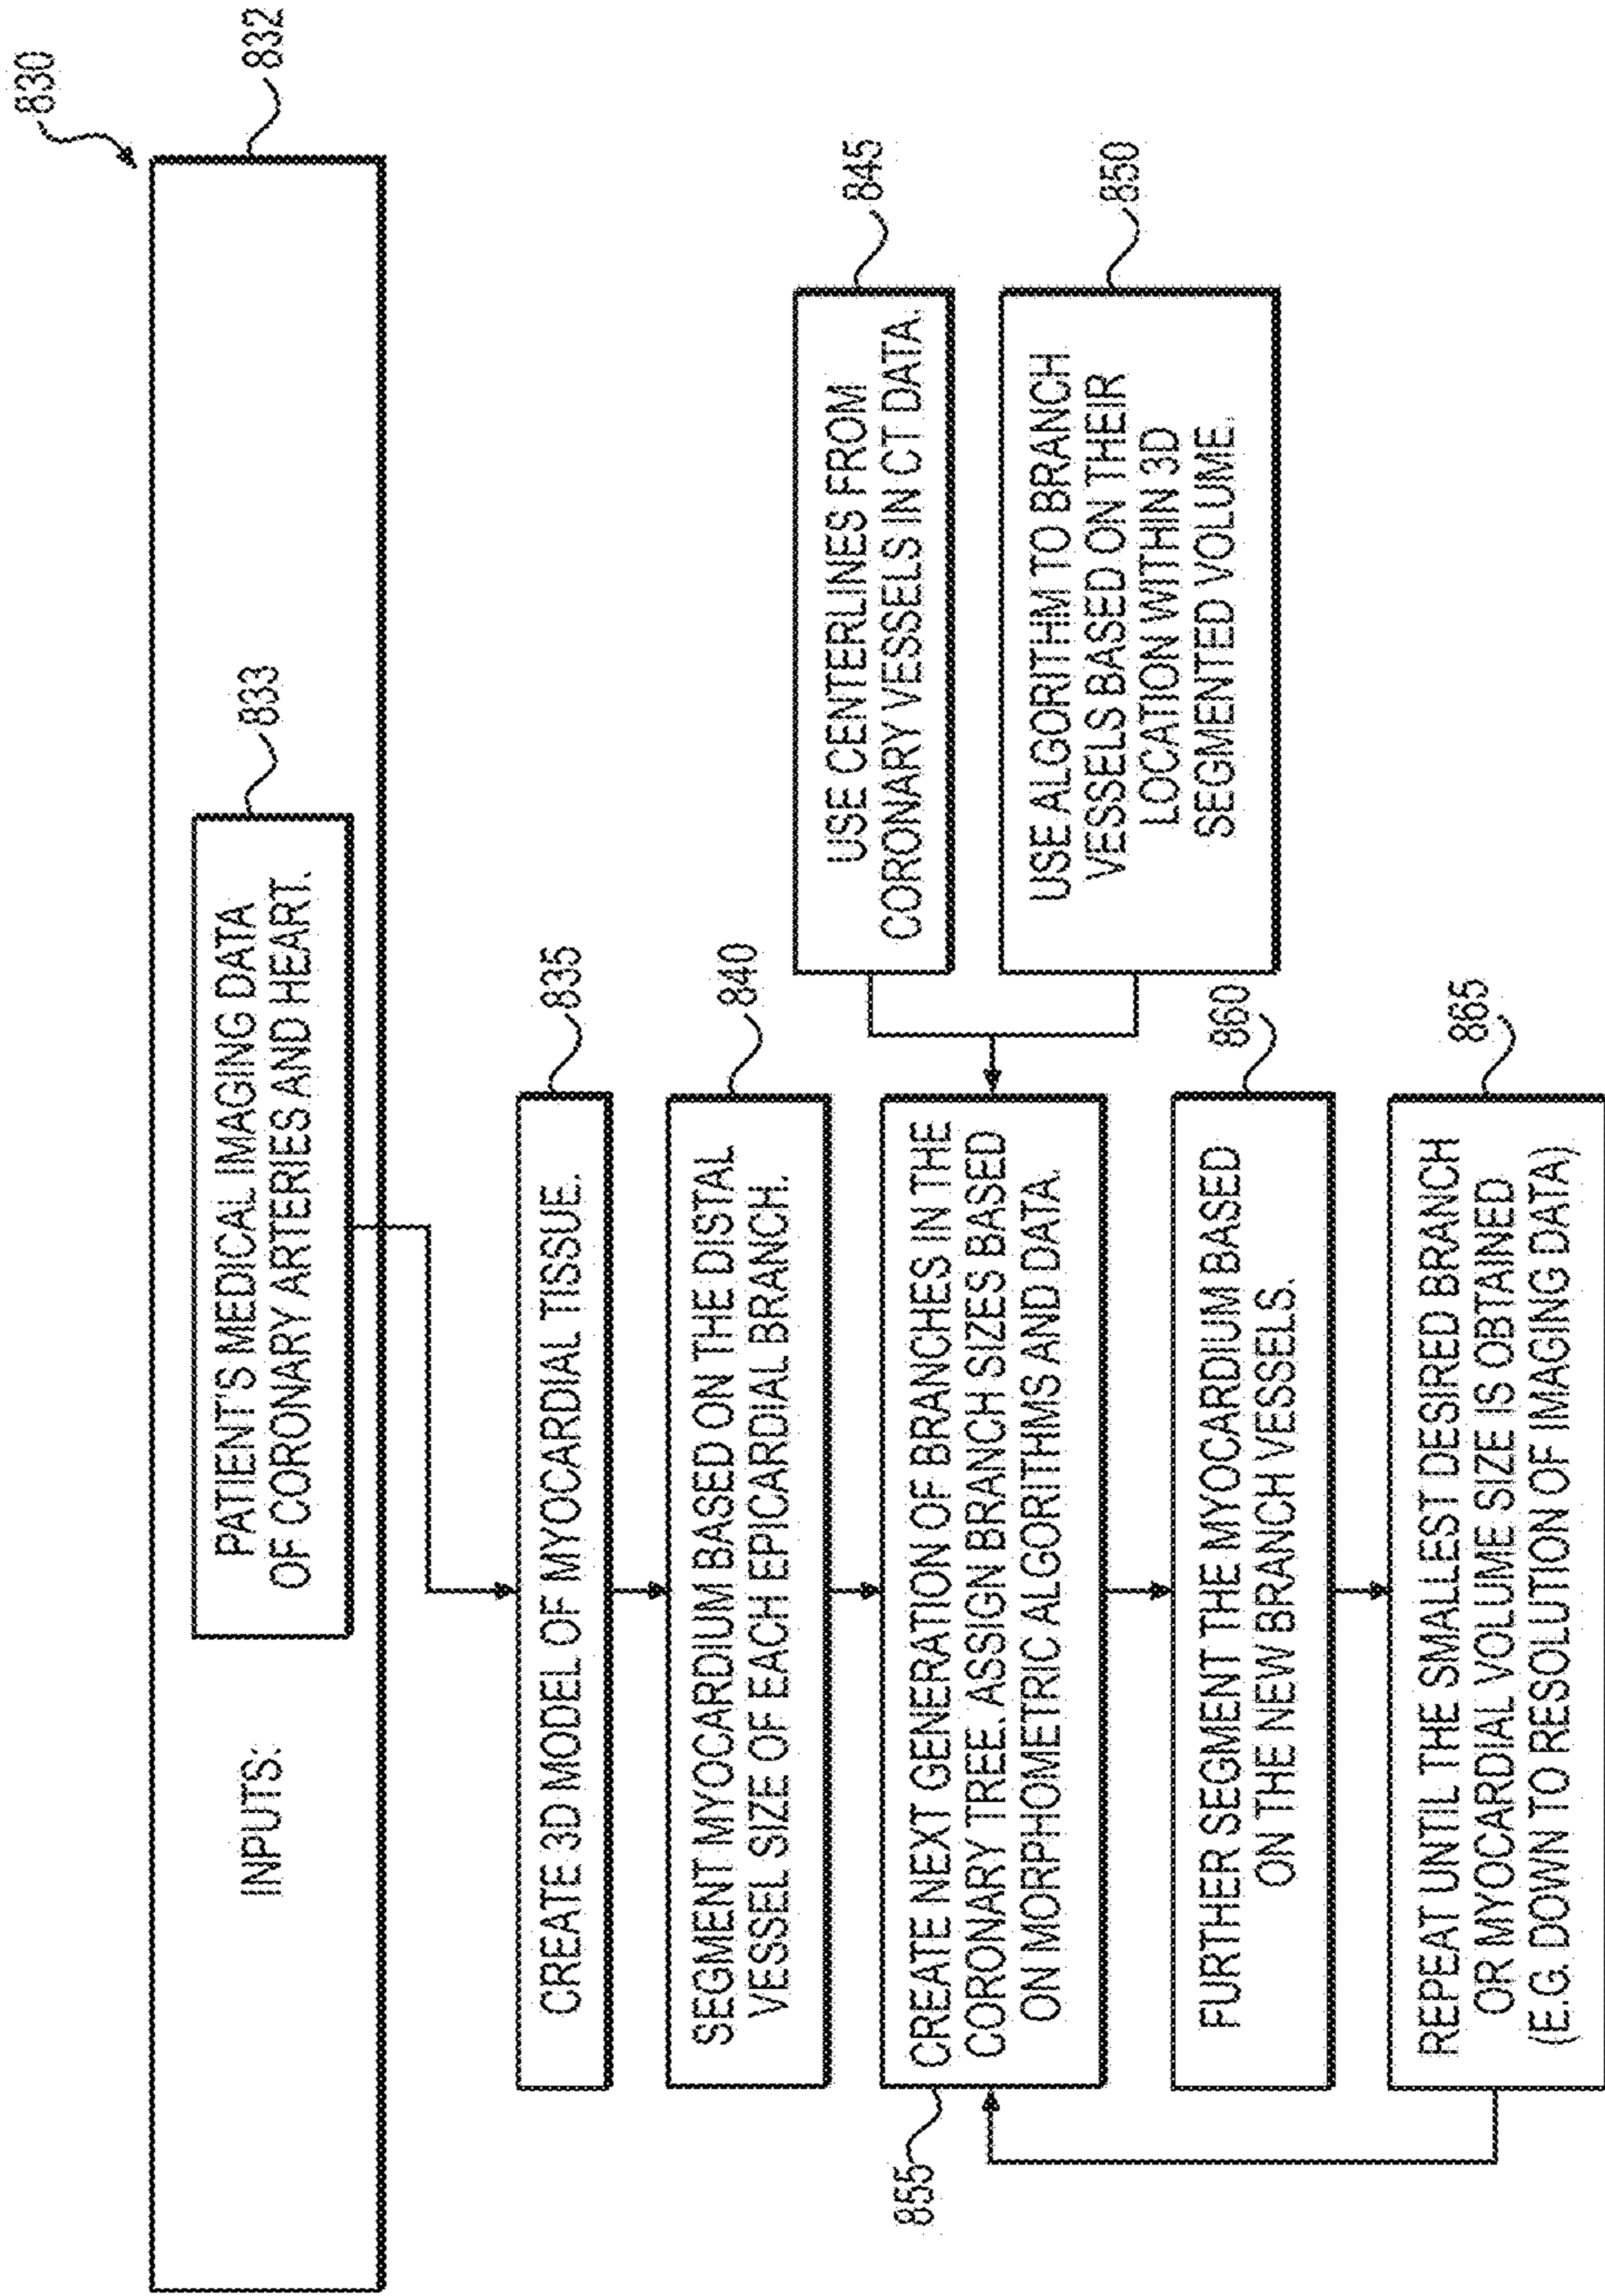 830
832
INPUTS:
833
PATIENT'S MEDICAL IMAGING DATA
OF CORONARY ARTERIES AND HEART.
835
CREATE 3D MODEL OF MYOCARDIAL TISSUE.
840
SEGMENT MYOCARDIUM BASED ON THE DISTAL
VESSEL SIZE OF EACH EPICARDIAL BRANCH.
845
USE CENTERLINES FROM
CORONARY VESSELS IN CT DATA.
850
USE ALGORITHM TO BRANCH
VESSELS BASED ON THEIR
LOCATION WITHIN 3D
SEGMENTED VOLUME.
855
CREATE NEXT GENERATION OF BRANCHES IN THE
CORONARY TREE. ASSIGN BRANCH SIZES BASED
ON MORPHOMETRIC ALGORITHMS AND DATA.
860
FURTHER SEGMENT THE MYOCARDIUM BASED
ON THE NEW BRANCH VESSELS.
865
REPEAT UNTIL THE SMALLEST DESIRED BRANCH
OR MYOCARDIAL VOLUME SIZE IS OBTAINED
(E.G. DOWN TO RESOLUTION OF IMAGING DATA)